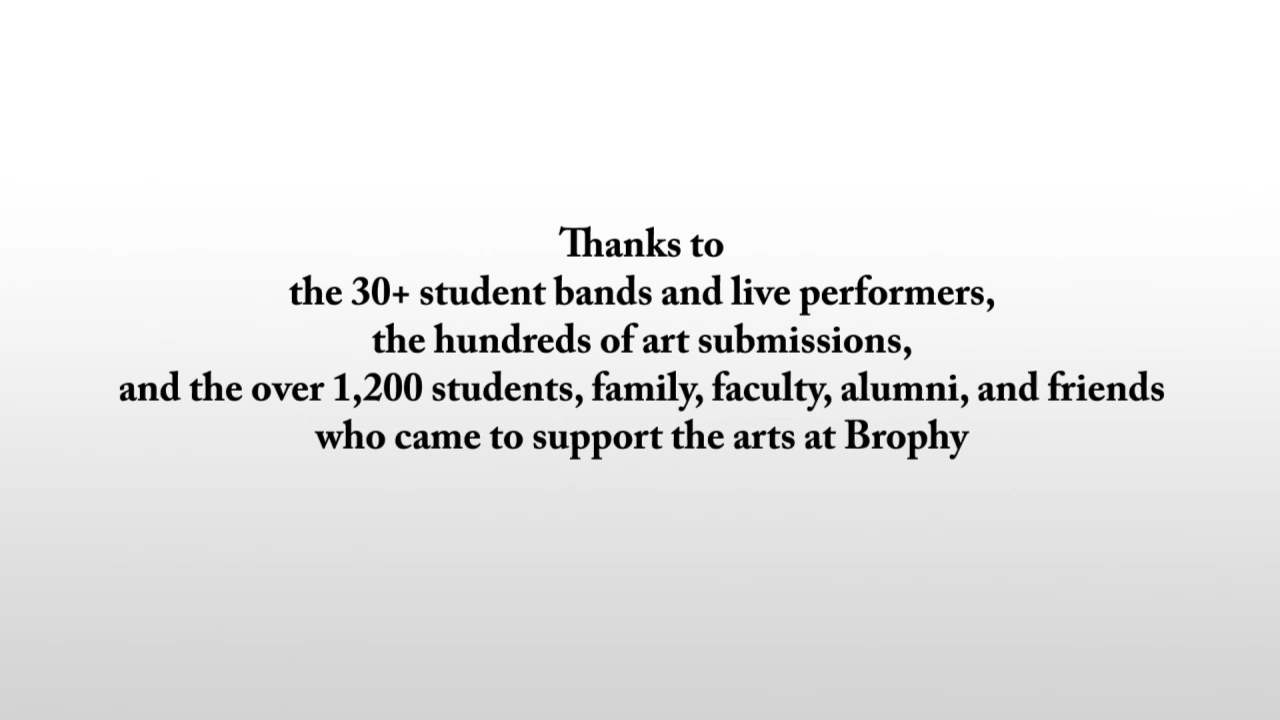 Thanks to
the 30+ student bands and live performers,
the hundreds of art submissions,
and the over 1,200 students, family, faculty, alumni, and friends
who came to support the arts at Brophy